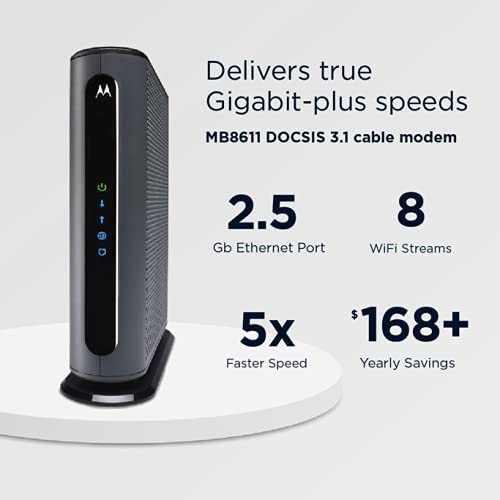 Delivers true
Gigabit-plus speeds
MB8611 DOCSIS 3.1 cable modem
2.5
Gb Ethernet Port
8
WiFi Streams
5x
Faster Speed
$168+
Yearly Savings